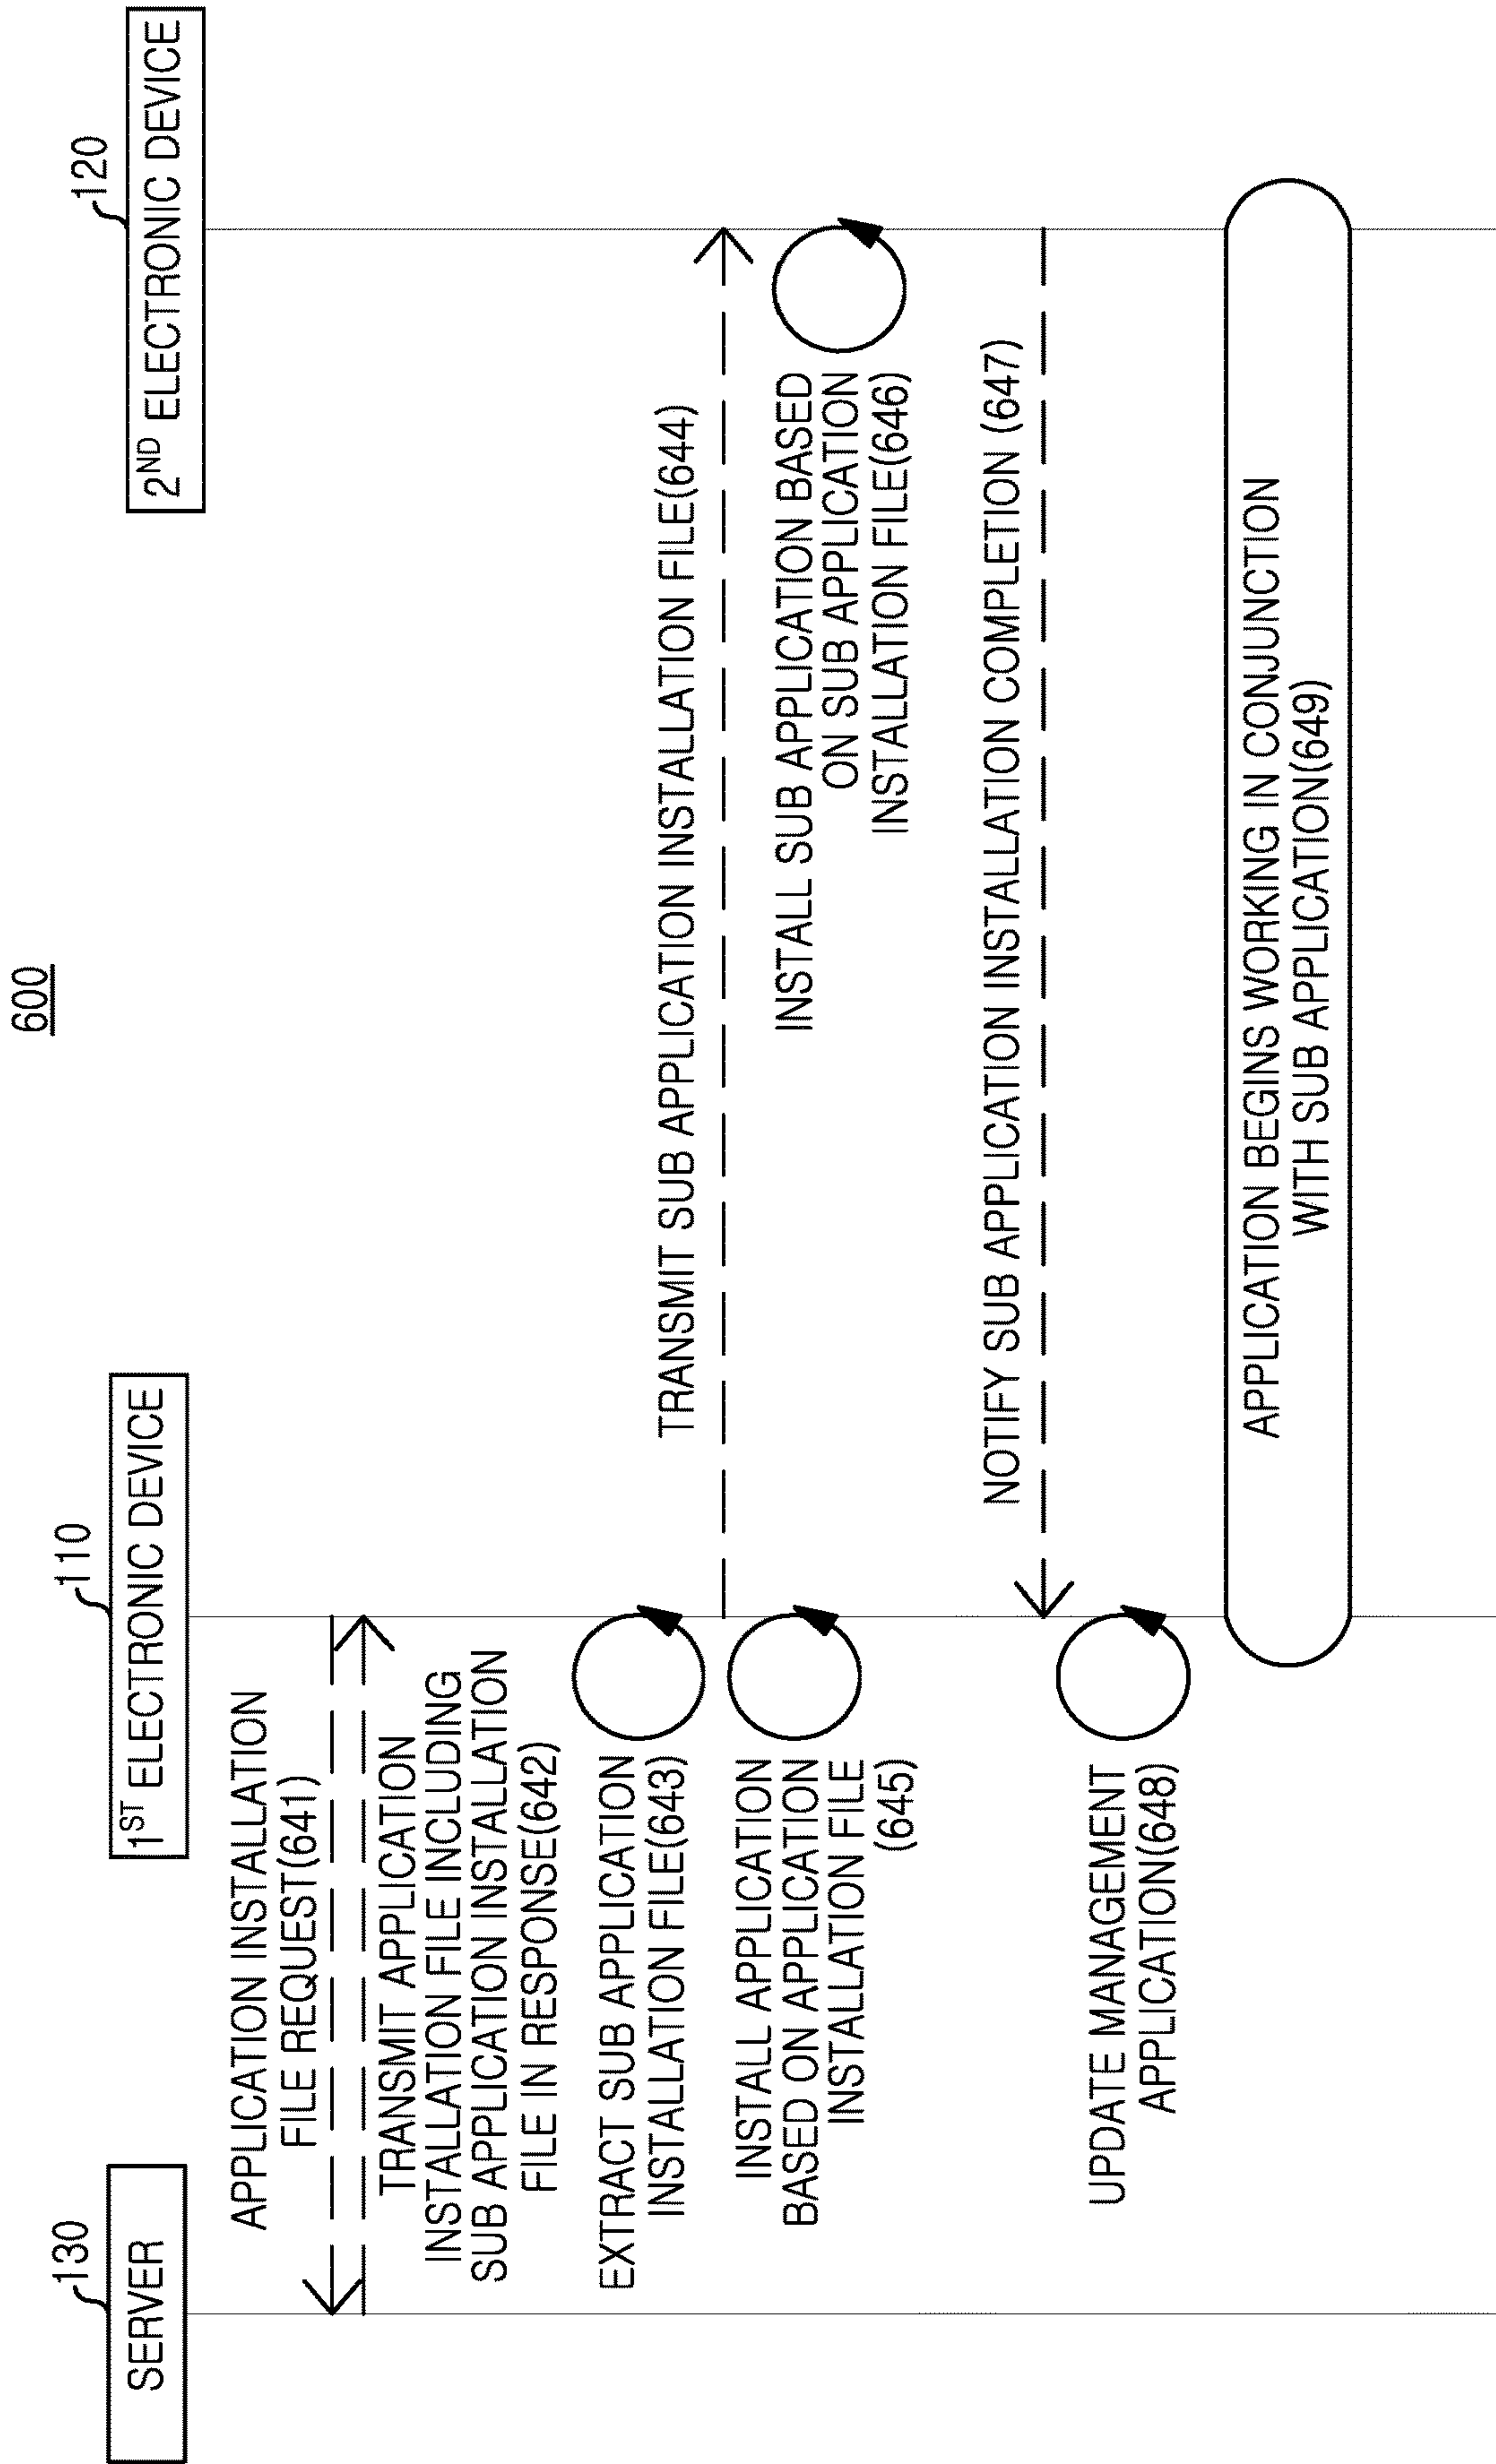 600
130
SERVER
110
1ST ELECTRONIC DEVICE
120
2ND ELECTRONIC DEVICE
APPLICATION INSTALLATION
FILE REQUEST(641)
TRANSMIT APPLICATION
INSTALLATION FILE INCLUDING
SUB APPLICATION INSTALLATION
FILE IN RESPONSE(642)
EXTRACT SUB APPLICATION
INSTALLATION FILE(643)
TRANSMIT SUB APPLICATION INSTALLATION FILE(644)
INSTALL APPLICATION
BASED ON APPLICATION
INSTALLATION FILE
(645)
INSTALL SUB APPLICATION BASED
ON SUB APPLICATION
INSTALLATION FILE(646)
NOTIFY SUB APPLICATION INSTALLATION COMPLETION (647)
UPDATE MANAGEMENT
APPLICATION(648)
APPLICATION BEGINS WORKING IN CONJUNCTION
WITH SUB APPLICATION(649)